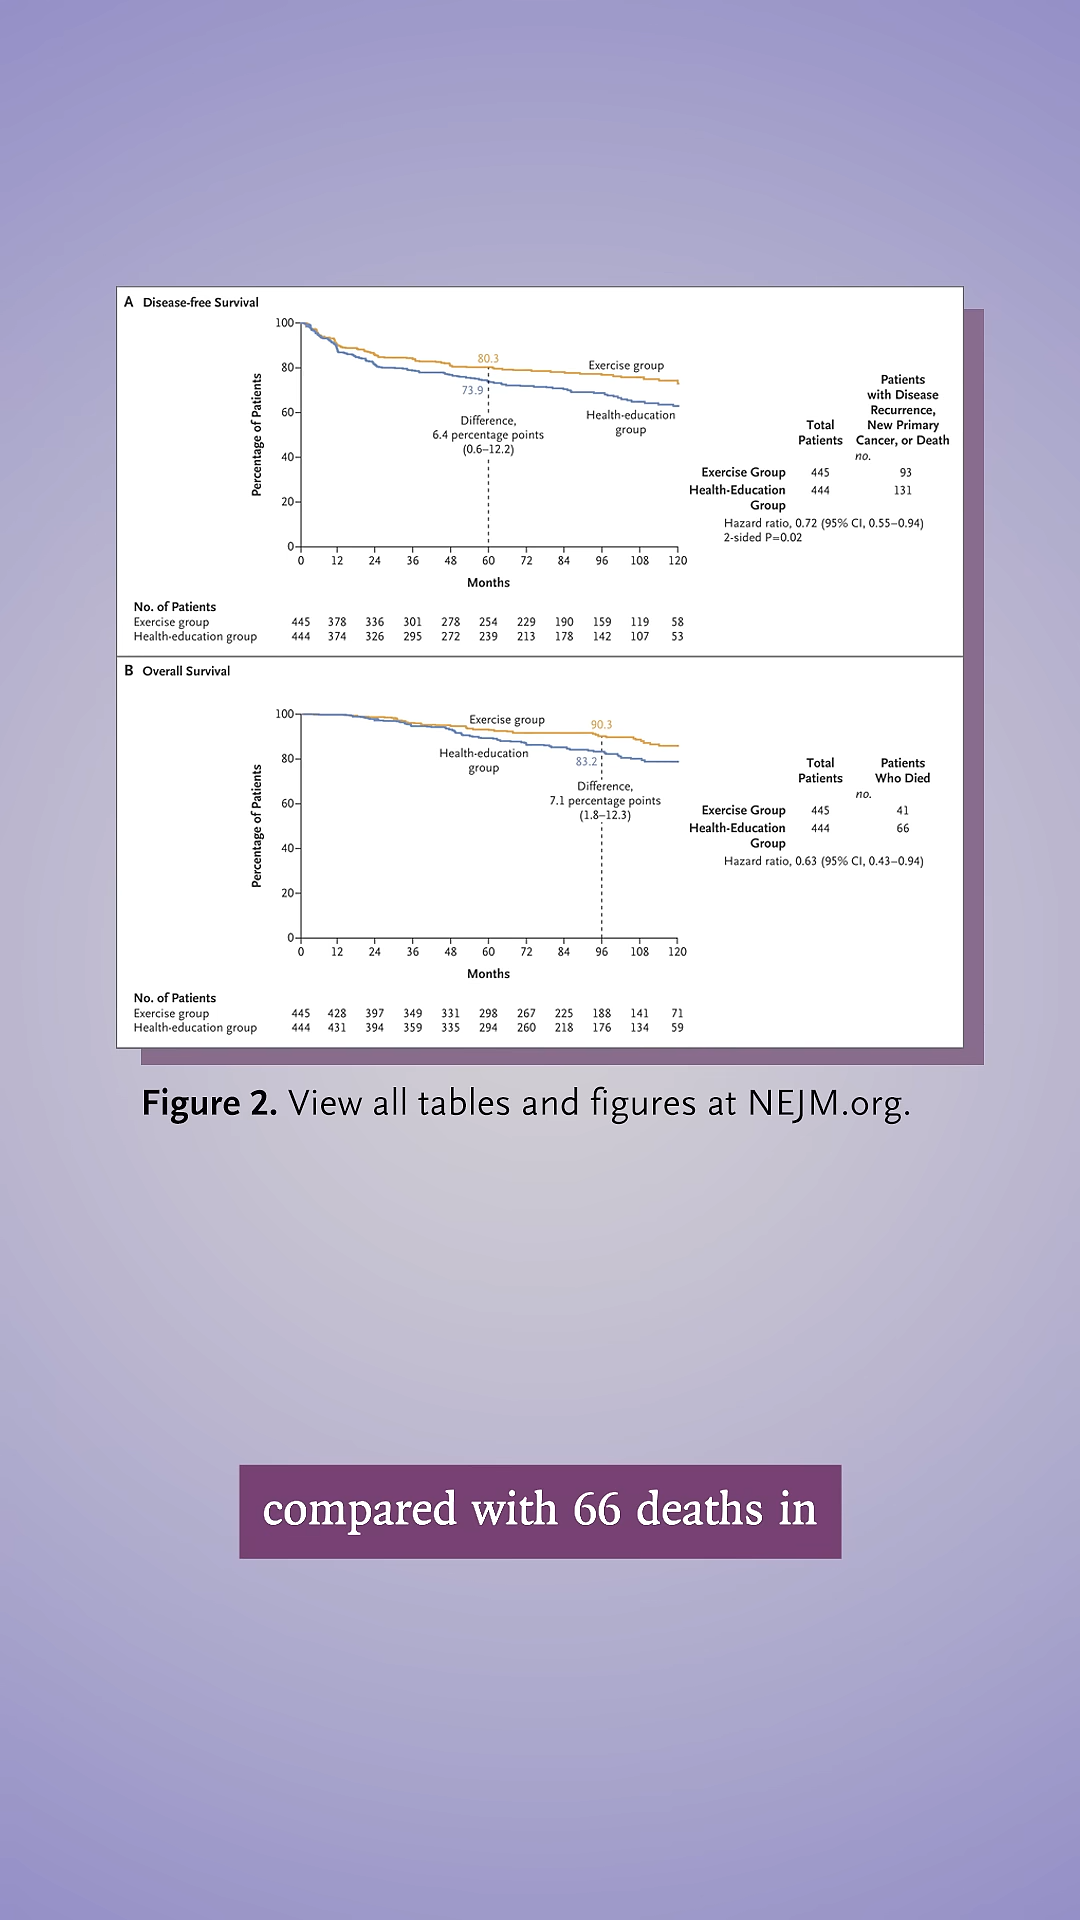 A Disease-free Survival
100
80
60
40
20
0
Percentage of Patients
80.3
73.9
Exercise group
Health-education
group
Difference,
6.4 percentage points
(0.6–12.2)
0 12 24 36 48 60 72 84 96 108 120
Months
Total
Patients
Patients
with Disease
Recurrence,
New Primary
Cancer, or Death
no.
Exercise Group 445 93
Health-Education 444 131
Group
Hazard ratio, 0.72 (95% CI, 0.55–0.94)
2-sided P=0.02
No. of Patients
Exercise group 445 378 336 301 278 254 229 190 159 119 58
Health-education group 444 374 326 295 272 239 213 178 142 107 53
B Overall Survival
100
80
60
40
20
0
Percentage of Patients
Exercise group
90.3
Health-education
group
83.2
Difference,
7.1 percentage points
(1.8–12.3)
0 12 24 36 48 60 72 84 96 108 120
Months
Total
Patients
Patients
Who Died
no.
Exercise Group 445 41
Health-Education 444 66
Group
Hazard ratio, 0.63 (95% CI, 0.43–0.94)
No. of Patients
Exercise group 445 428 397 349 331 298 267 225 188 141 71
Health-education group 444 431 394 359 335 294 260 218 176 134 59
Figure 2. View all tables and figures at NEJM.org.
compared with 66 deaths in